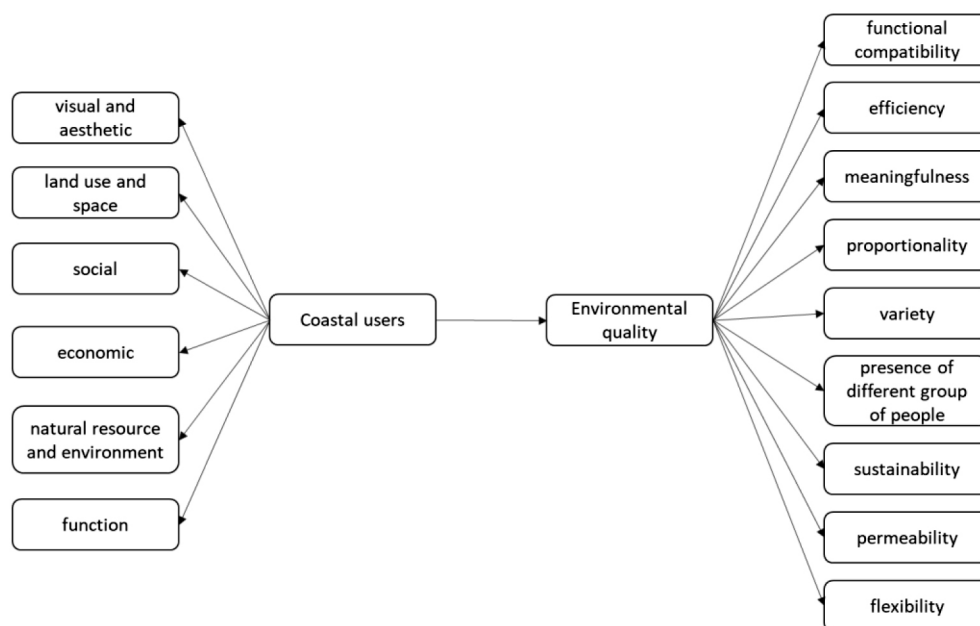 visual and
aesthetic
land use and
space
social
economic
natural resource
and environment
function
Coastal users
Environmental
quality
functional
compatibility
efficiency
meaningfulness
proportionality
variety
presence of
different group
of people
sustainability
permeability
flexibility